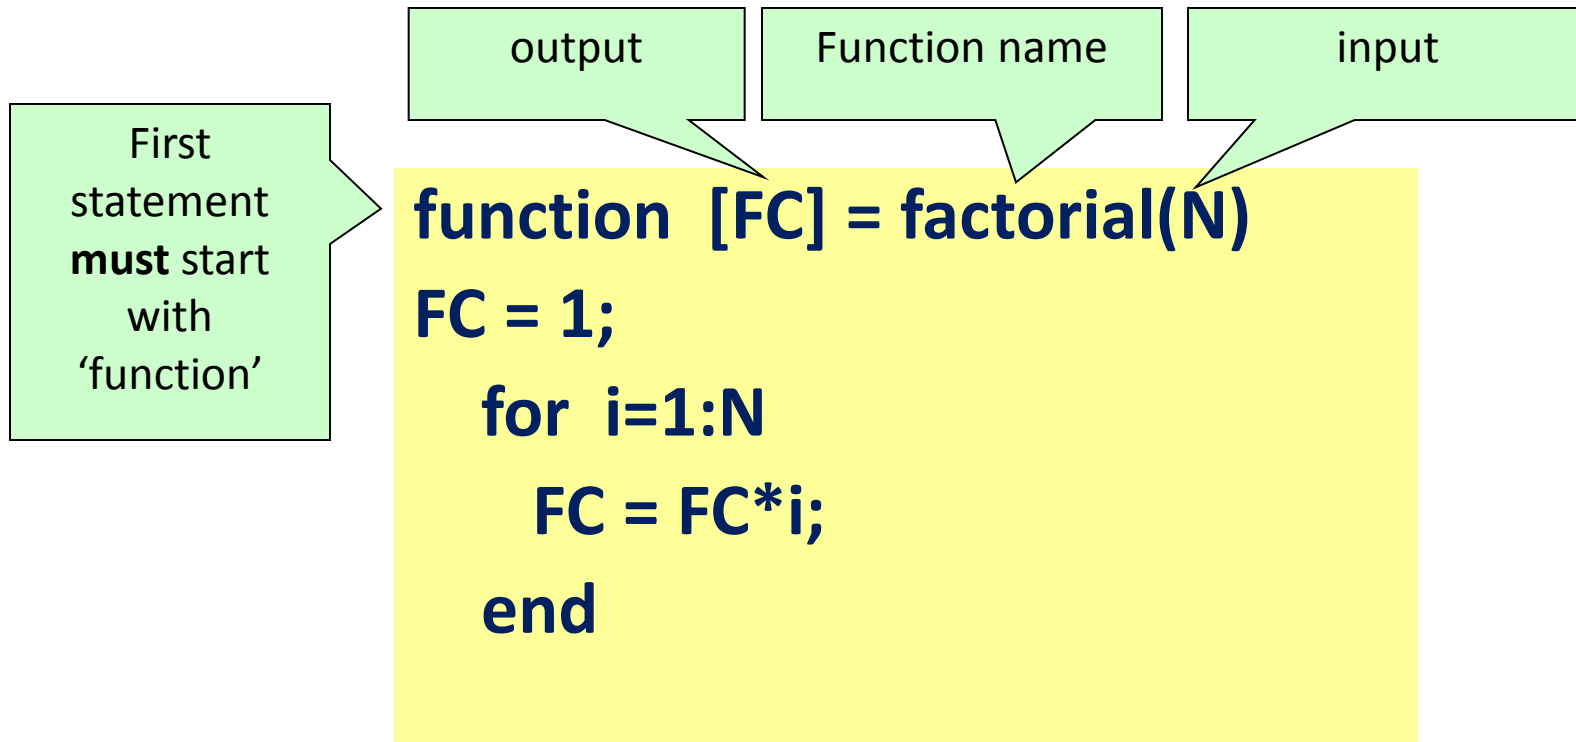 output
Function name
input
First
statement
must start
with
‘function’
function [FC] = factorial(N)
FC = 1;
for i=1:N
FC = FC*i;
end